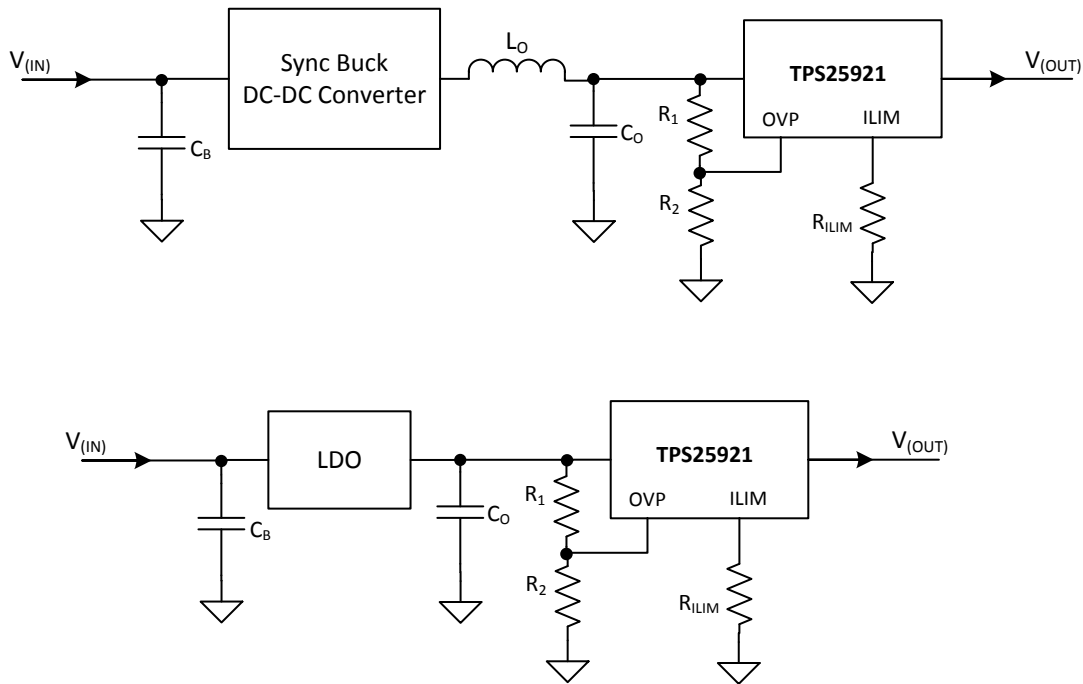 V(IN)
Sync Buck
DC-DC Converter
LO
TPS25921
V(OUT)
CB
CO
R1
OVP
ILIM
R2
RILIM
V(IN)
LDO
TPS25921
V(OUT)
CB
CO
R1
OVP
ILIM
R2
RILIM